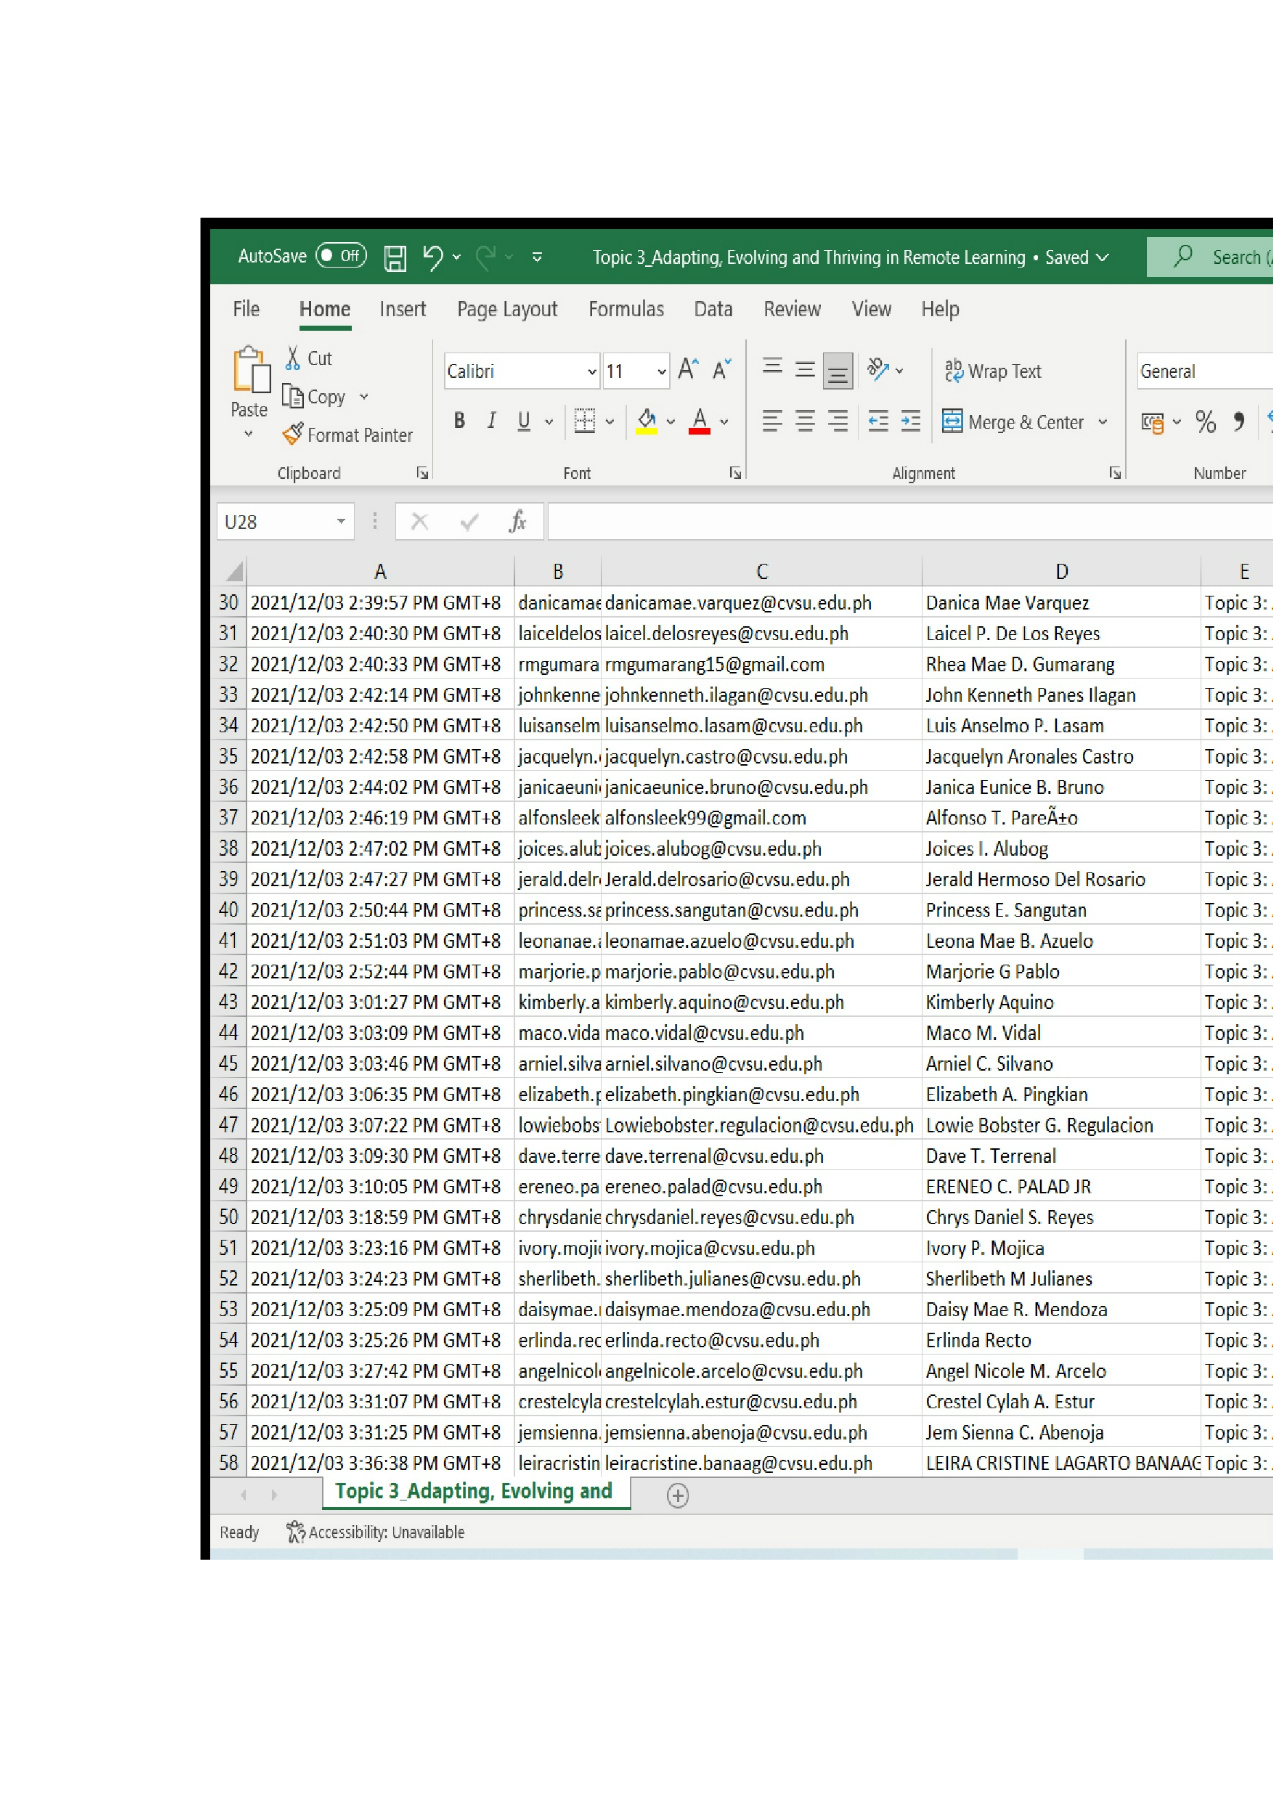 AutoSave Off Topic 3_Adapting, Evolving and Thriving in Remote Learning • Saved Search (
File Home Insert Page Layout Formulas Data Review View Help
Paste Cut Copy Format Painter Calibri 11 A A B I U A Wrap Text Merge & Center General %
Clipboard Font Alignment Number
U28 fx
A B C D E
30 2021/12/03 2:39:57 PM GMT+8 danicamae danicamae.varquez@cvsu.edu.ph Danica Mae Varquez Topic 3:
31 2021/12/03 2:40:30 PM GMT+8 laiceldelos laicel.delosreyes@cvsu.edu.ph Laicel P. De Los Reyes Topic 3:
32 2021/12/03 2:40:33 PM GMT+8 rmgumara rmgumarang15@gmail.com Rhea Mae D. Gumarang Topic 3:
33 2021/12/03 2:42:14 PM GMT+8 johnkenne johnkenneth.ilagan@cvsu.edu.ph John Kenneth Panes Ilagan Topic 3:
34 2021/12/03 2:42:50 PM GMT+8 luisanselm luisanselmo.lasam@cvsu.edu.ph Luis Anselmo P. Lasam Topic 3:
35 2021/12/03 2:42:58 PM GMT+8 jacquelyn. jacquelyn.castro@cvsu.edu.ph Jacquelyn Aronales Castro Topic 3:
36 2021/12/03 2:44:02 PM GMT+8 janicaeuni janicaeunice.bruno@cvsu.edu.ph Janica Eunice B. Bruno Topic 3:
37 2021/12/03 2:46:19 PM GMT+8 alfonsleek alfonsleek99@gmail.com Alfonso T. PareÃ±o Topic 3:
38 2021/12/03 2:47:02 PM GMT+8 joices.alub joices.alubog@cvsu.edu.ph Joices I. Alubog Topic 3:
39 2021/12/03 2:47:27 PM GMT+8 jerald.delr Jerald.delrosario@cvsu.edu.ph Jerald Hermoso Del Rosario Topic 3:
40 2021/12/03 2:50:44 PM GMT+8 princess.sa princess.sangutan@cvsu.edu.ph Princess E. Sangutan Topic 3:
41 2021/12/03 2:51:03 PM GMT+8 leonanae. leonamae.azuelo@cvsu.edu.ph Leona Mae B. Azuelo Topic 3:
42 2021/12/03 2:52:44 PM GMT+8 marjorie.p marjorie.pablo@cvsu.edu.ph Marjorie G Pablo Topic 3:
43 2021/12/03 3:01:27 PM GMT+8 kimberly.a kimberly.aquino@cvsu.edu.ph Kimberly Aquino Topic 3:
44 2021/12/03 3:03:09 PM GMT+8 maco.vida maco.vidal@cvsu.edu.ph Maco M. Vidal Topic 3:
45 2021/12/03 3:03:46 PM GMT+8 arniel.silva arniel.silvano@cvsu.edu.ph Arniel C. Silvano Topic 3:
46 2021/12/03 3:06:35 PM GMT+8 elizabeth.p elizabeth.pingkian@cvsu.edu.ph Elizabeth A. Pingkian Topic 3:
47 2021/12/03 3:07:22 PM GMT+8 lowiebobs Lowiebobster.regulacion@cvsu.edu.ph Lowie Bobster G. Regulacion Topic 3:
48 2021/12/03 3:09:30 PM GMT+8 dave.terre dave.terrenal@cvsu.edu.ph Dave T. Terrenal Topic 3:
49 2021/12/03 3:10:05 PM GMT+8 ereneo.pa ereneo.palad@cvsu.edu.ph ERENEO C. PALAD JR Topic 3:
50 2021/12/03 3:18:59 PM GMT+8 chrysdanie chrysdaniel.reyes@cvsu.edu.ph Chrys Daniel S. Reyes Topic 3:
51 2021/12/03 3:23:16 PM GMT+8 ivory.moji ivory.mojica@cvsu.edu.ph Ivory P. Mojica Topic 3:
52 2021/12/03 3:24:23 PM GMT+8 sherlibeth. sherlibeth.julianes@cvsu.edu.ph Sherlibeth M Julianes Topic 3:
53 2021/12/03 3:25:09 PM GMT+8 daisymae. daisymae.mendoza@cvsu.edu.ph Daisy Mae R. Mendoza Topic 3:
54 2021/12/03 3:25:26 PM GMT+8 erlinda.rec erlinda.recto@cvsu.edu.ph Erlinda Recto Topic 3:
55 2021/12/03 3:27:42 PM GMT+8 angelnicol angelnicole.arcelo@cvsu.edu.ph Angel Nicole M. Arcelo Topic 3:
56 2021/12/03 3:31:07 PM GMT+8 crestelcyla crestelcylah.estur@cvsu.edu.ph Crestel Cylah A. Estur Topic 3:
57 2021/12/03 3:31:25 PM GMT+8 jemsienna. jemsienna.abenoja@cvsu.edu.ph Jem Sienna C. Abenoja Topic 3:
58 2021/12/03 3:36:38 PM GMT+8 leiracristin leiracristine.banaag@cvsu.edu.ph LEIRA CRISTINE LAGARTO BANAAG Topic 3:
Topic 3_Adapting, Evolving and
Ready Accessibility: Unavailable